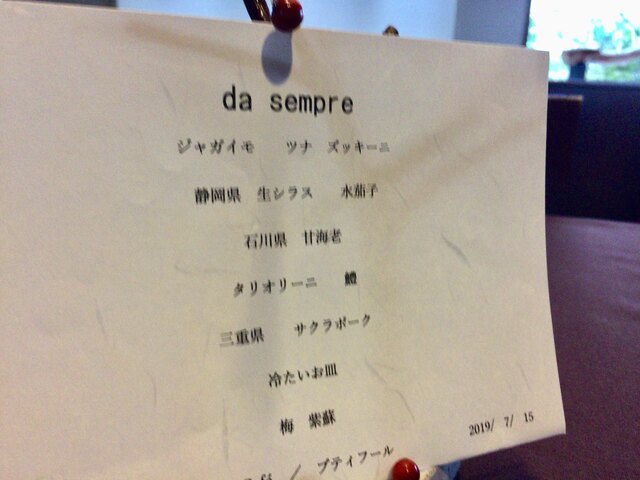 da sempre
ジャガイモ ツナ ズッキーニ
静岡県 生シラス 水茄子
石川県 甘海老
タリオリーニ 鱧
三重県 サクラポーク
冷たいお皿
梅 紫蘇
/ プティフール
2019/ 7/ 15